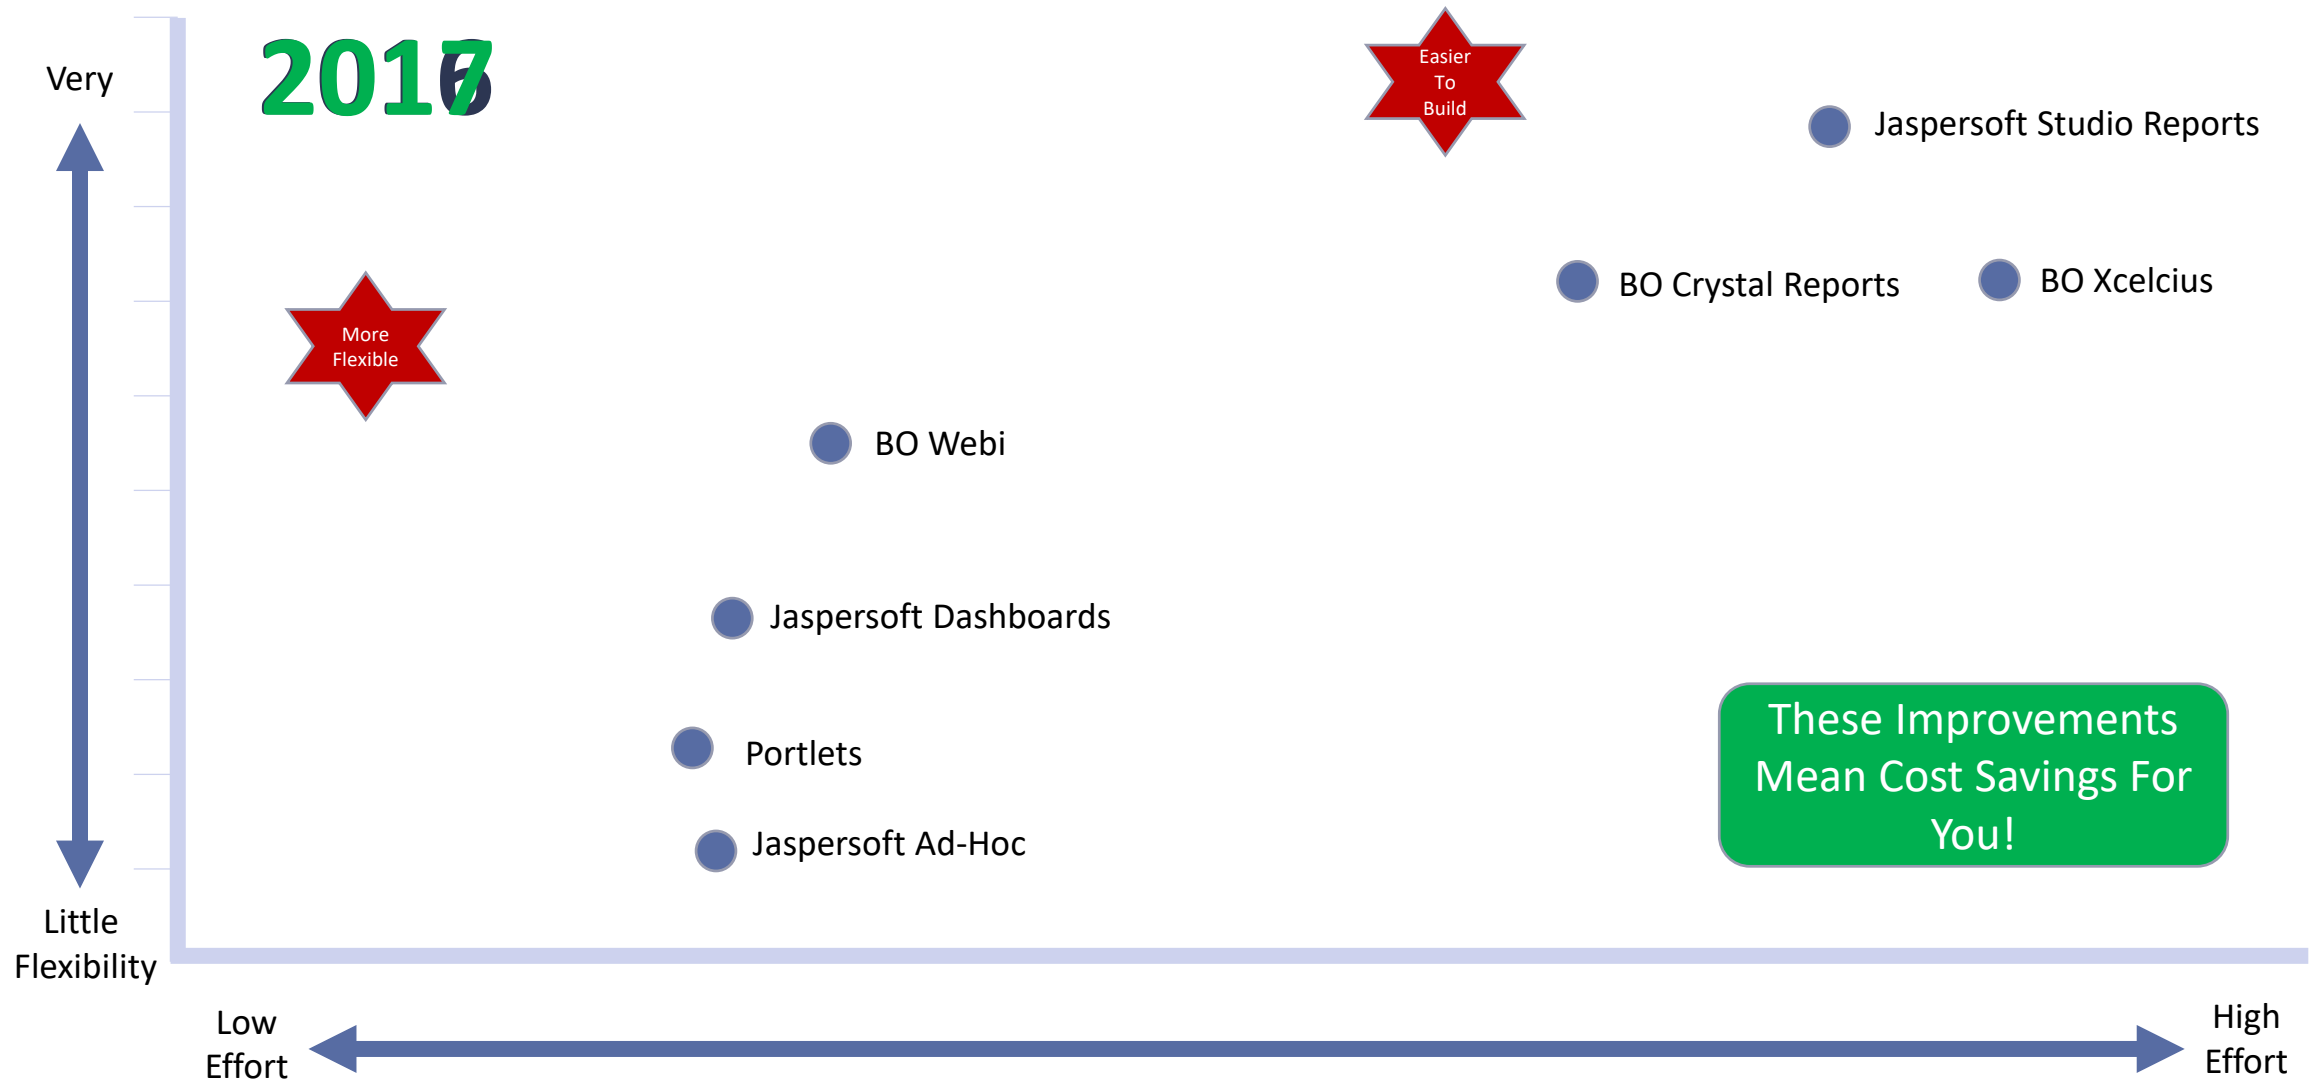 2017
2016
Very
Easier
To
Build
Jaspersoft Studio Reports
BO Crystal Reports
BO Xcelcius
More
Flexible
BO Webi
Jaspersoft Dashboards
Portlets
Jaspersoft Ad-Hoc
These Improvements
Mean Cost Savings For
You!
Little
Flexibility
Low
Effort
High
Effort